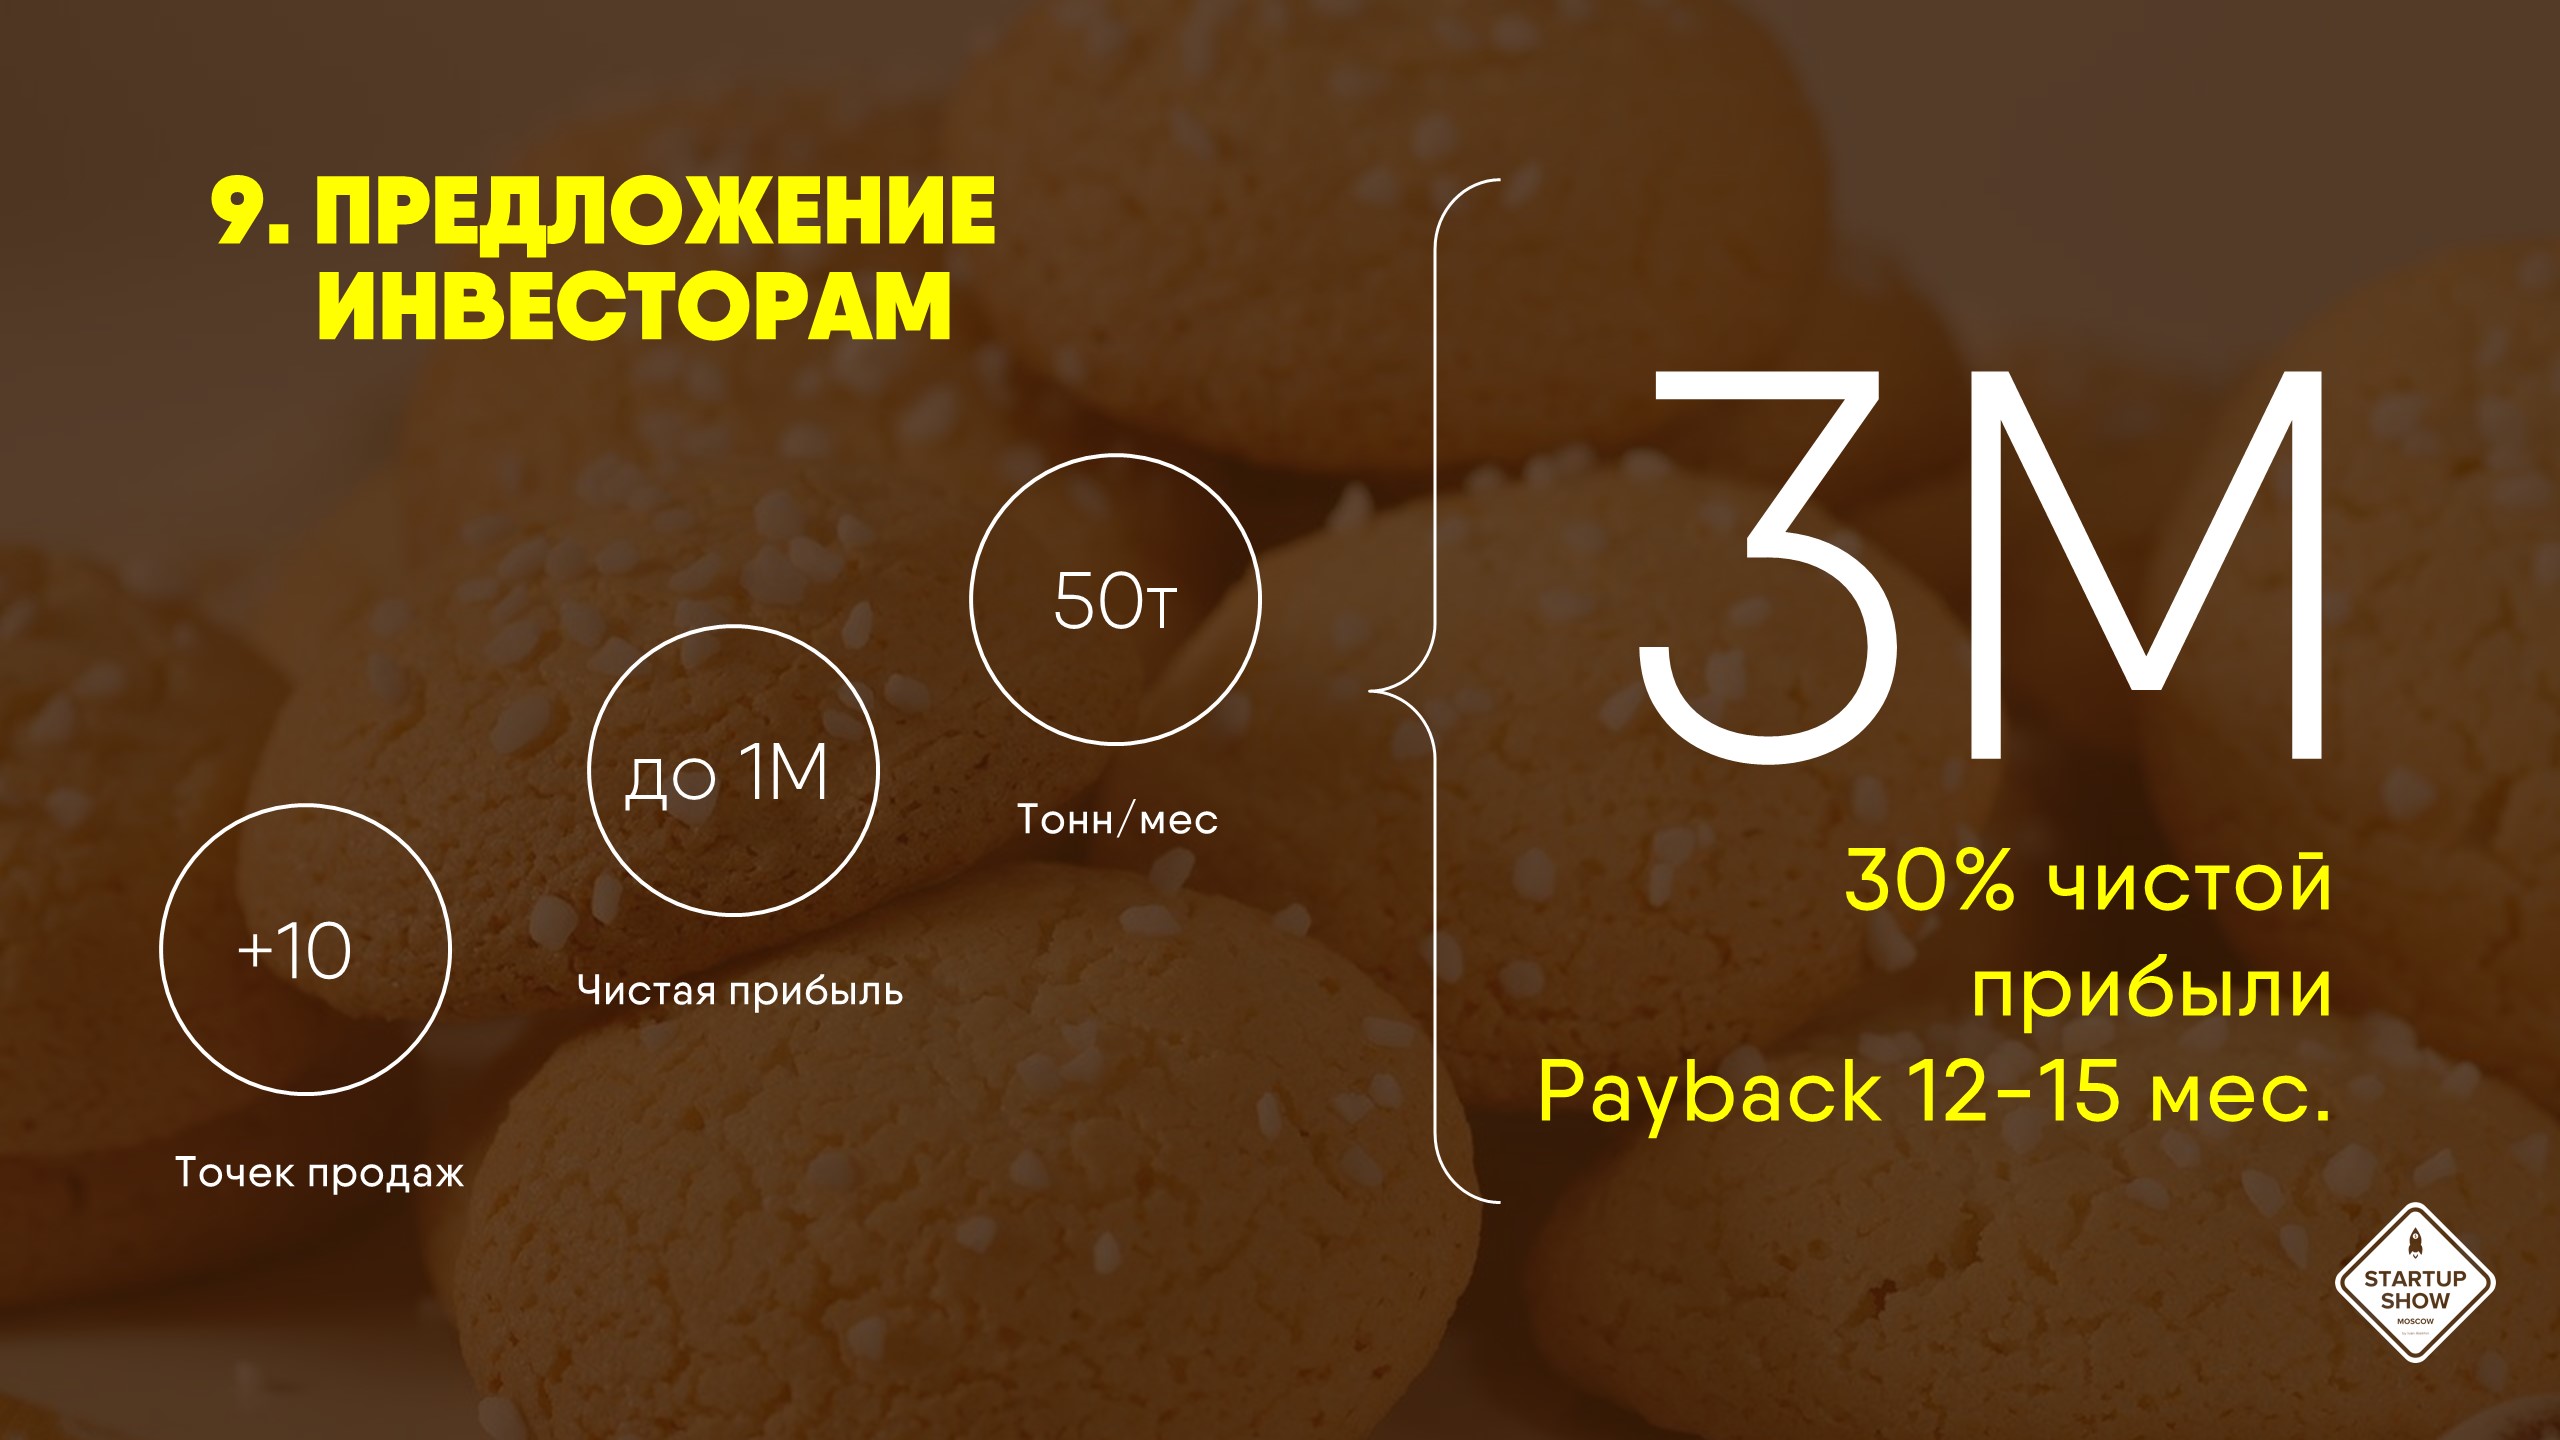 9. ПРЕДЛОЖЕНИЕ
ИНВЕСТОРАМ
+10
Точек продаж
до 1М
Чистая прибыль
50т
Тонн/мес
3М
30% чистой
прибыли
Payback 12-15 мес.
STARTUP
SHOW
MOSCOW